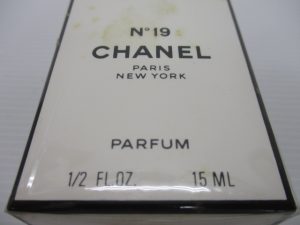 N°19
CHANEL
PARIS
NEW YORK
PARFUM
1/2 FL OZ. 15 ML